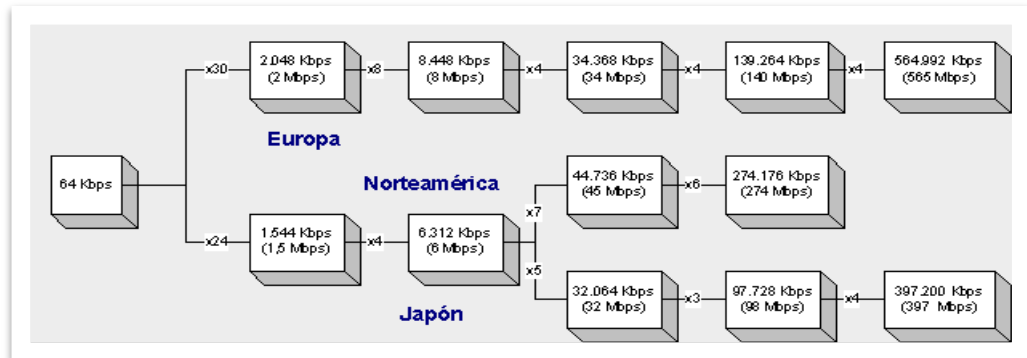 x30
2.048 Kbps
(2 Mbps)
x8
8.448 Kbps
(8 Mbps)
x4
34.368 Kbps
(34 Mbps)
x4
139.264 Kbps
(140 Mbps)
x4
564.992 Kbps
(565 Mbps)
Europa
64 Kbps
Norteamérica
x7
44.736 Kbps
(45 Mbps)
x6
274.176 Kbps
(274 Mbps)
x24
1.544 Kbps
(1,5 Mbps)
x4
6.312 Kbps
(6 Mbps)
x5
32.064 Kbps
(32 Mbps)
x3
97.728 Kbps
(98 Mbps)
x4
397.200 Kbps
(397 Mbps)
Japón